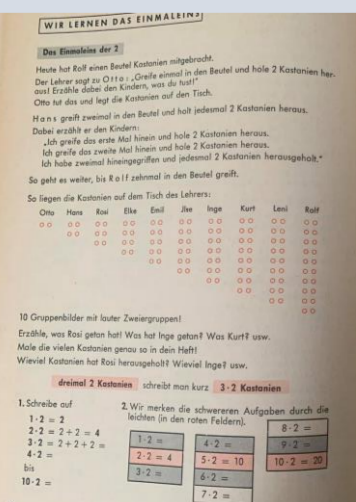 WIR LERNEN DAS EINMALEINS
Das Einmaleins der 2
Heute hat Rolf einen Beutel Kastanien mitgebracht.
Der Lehrer sagt zu Otto: „Greife einmal in den Beutel und hole 2 Kastanien her-
aus! Erzähle dabei den Kindern, was du tust!"
Otto tut das und legt die Kastanien auf den Tisch.
Hans greift zweimal in den Beutel und holt jedesmal 2 Kastanien heraus.
Dabei erzählt er den Kindern:
„Ich greife das erste Mal hinein und hole 2 Kastanien heraus.
Ich greife das zweite Mal hinein und hole 2 Kastanien heraus.
Ich habe zweimal hineingegriffen und jedesmal 2 Kastanien herausgeholt."
So geht es weiter, bis Rolf zehnmal in den Beutel greift.
So liegen die Kastanien auf dem Tisch des Lehrers:
Otto Hans Rosi Elke Emil Ilse Inge Kurt Leni Rolf
10 Gruppenbilder mit lauter Zweiergruppen!
Erzähle, was Rosi getan hat! Was hat Inge getan? Was Kurt? usw.
Male die vielen Kastanien genau so in dein Heft!
Wieviel Kastanien hat Rosi herausgeholt? Wieviel Inge? usw.
dreimal 2 Kastanien schreibt man kurz 3 · 2 Kastanien
1. Schreibe auf
1 · 2 = 2
2 · 2 = 2 + 2 = 4
3 · 2 = 2 + 2 + 2 =
4 · 2 =
bis
10 · 2 =
2. Wir merken die schwereren Aufgaben durch die
leichten (in den roten Feldern).
1 · 2 =
2 · 2 = 4
3 · 2 =
4 · 2 =
5 · 2 = 10
6 · 2 =
7 · 2 =
8 · 2 =
9 · 2 =
10 · 2 = 20